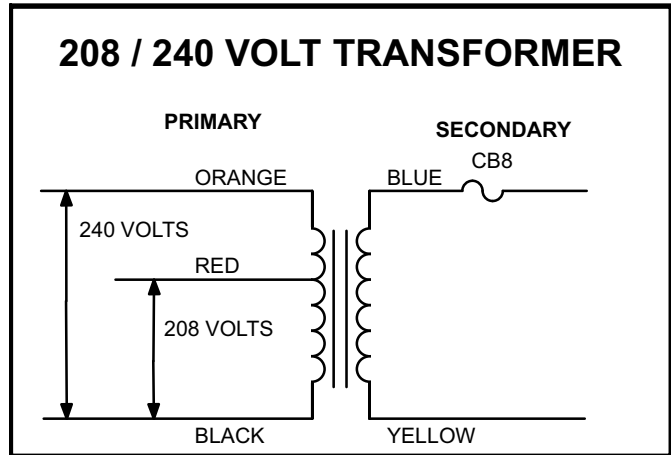 208 / 240 VOLT TRANSFORMER
PRIMARY
SECONDARY
CB8
ORANGE
BLUE
240 VOLTS
RED
208 VOLTS
BLACK
YELLOW